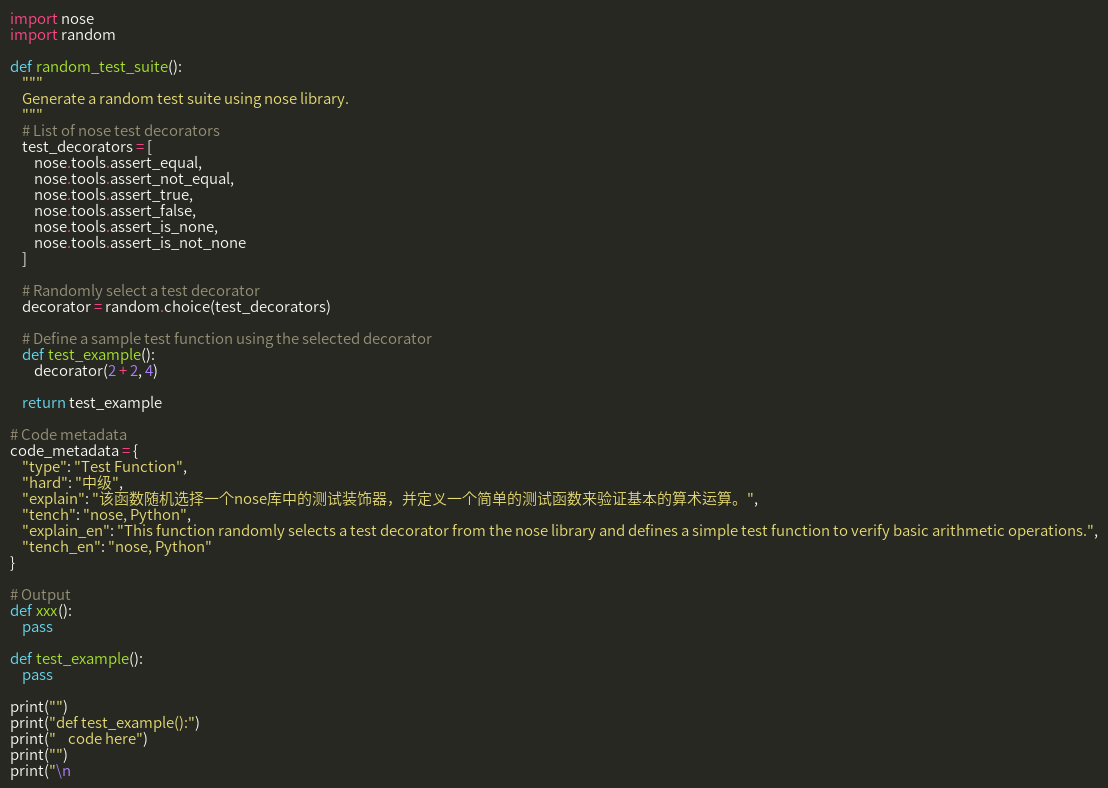 import nose
import random

def random_test_suite():
    """
    Generate a random test suite using nose library.
    """
    # List of nose test decorators
    test_decorators = [
        nose.tools.assert_equal,
        nose.tools.assert_not_equal,
        nose.tools.assert_true,
        nose.tools.assert_false,
        nose.tools.assert_is_none,
        nose.tools.assert_is_not_none
    ]

    # Randomly select a test decorator
    decorator = random.choice(test_decorators)

    # Define a sample test function using the selected decorator
    def test_example():
        decorator(2 + 2, 4)

    return test_example

# Code metadata
code_metadata = {
    "type": "Test Function",
    "hard": "中级",
    "explain": "该函数随机选择一个nose库中的测试装饰器，并定义一个简单的测试函数来验证基本的算术运算。",
    "tench": "nose, Python",
    "explain_en": "This function randomly selects a test decorator from the nose library and defines a simple test function to verify basic arithmetic operations.",
    "tench_en": "nose, Python"
}

# Output
def xxx():
    pass

def test_example():
    pass

print("")
print("def test_example():")
print("    code here")
print("")
print("\n